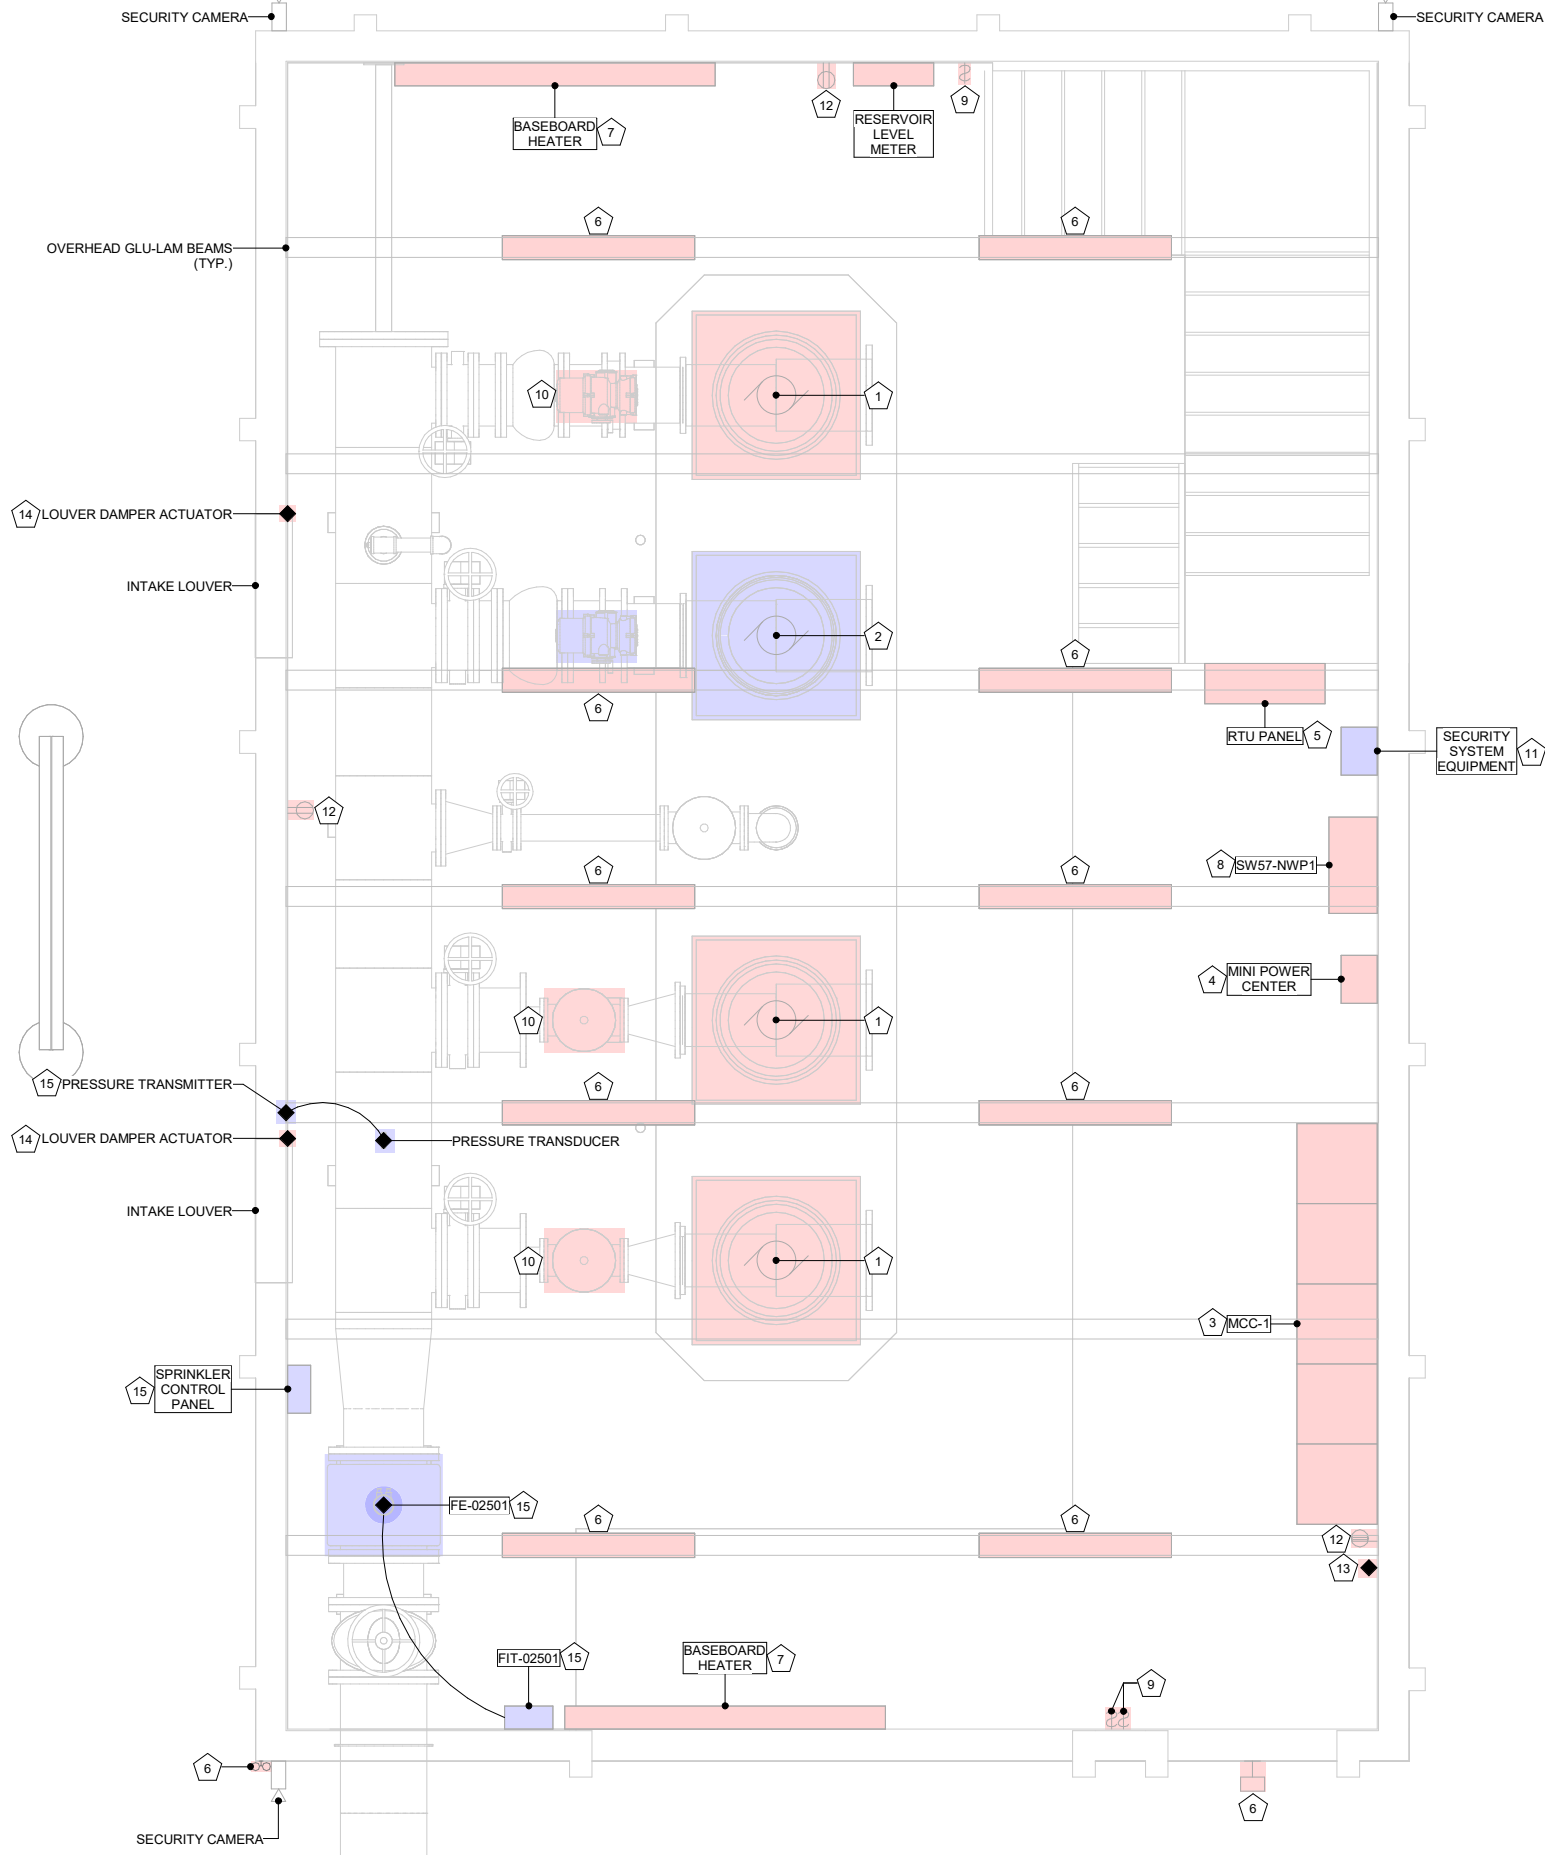 SECURITY CAMERA
SECURITY CAMERA
12
9
BASEBOARD
HEATER
7
RESERVOIR
LEVEL
METER
6
6
OVERHEAD GLU-LAM BEAMS
(TYP.)
10
1
14
LOUVER DAMPER ACTUATOR
INTAKE LOUVER
2
6
6
RTU PANEL
5
SECURITY
SYSTEM
EQUIPMENT
11
12
6
6
8
SW57-NWP1
4
MINI POWER
CENTER
10
1
15
PRESSURE TRANSMITTER
6
6
14
LOUVER DAMPER ACTUATOR
PRESSURE TRANSDUCER
INTAKE LOUVER
10
1
3
MCC-1
15
SPRINKLER
CONTROL
PANEL
FE-02501
15
6
6
12
13
FIT-02501
15
BASEBOARD
HEATER
7
9
6
6
SECURITY CAMERA